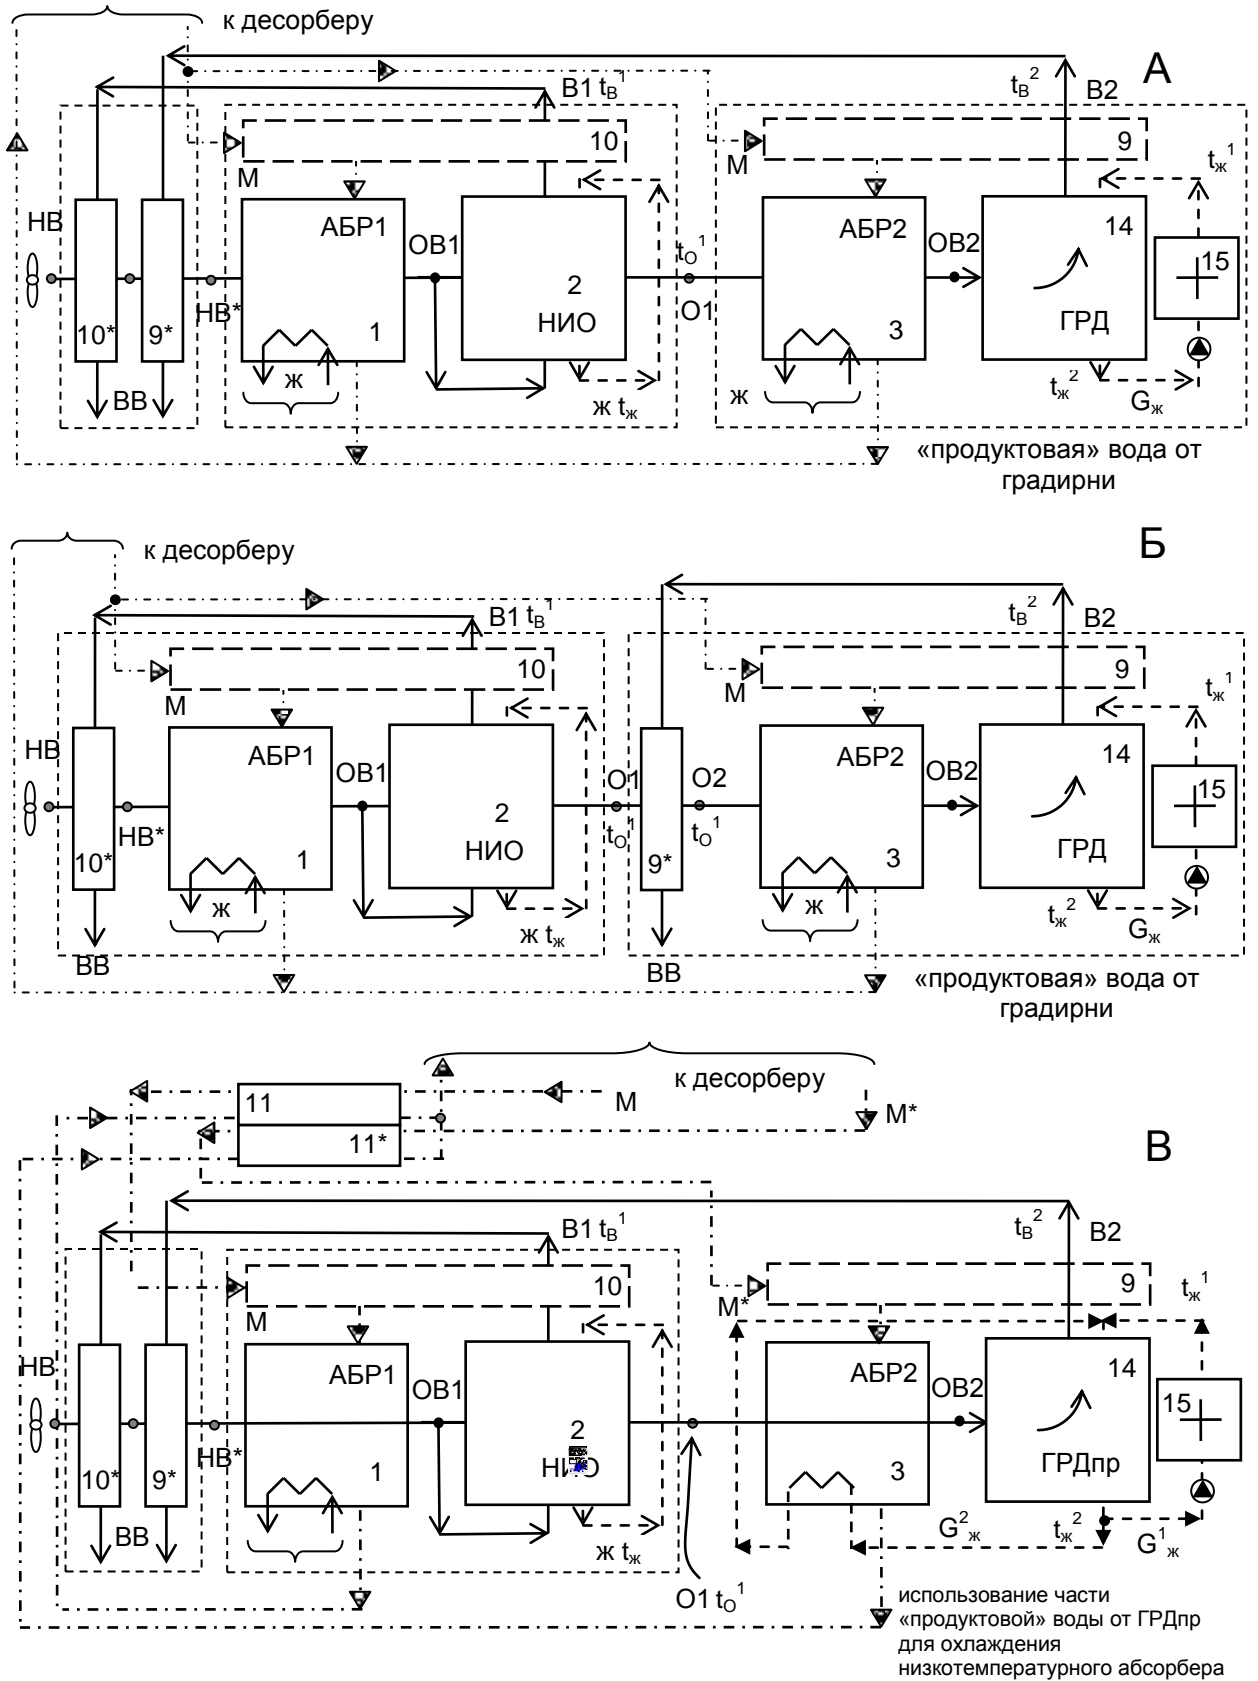 к десорберу
А
В1 tВ1
tВ2
В2
10
9
М
М
tж1
НВ
АБР1
ОВ1
tО1
АБР2
ОВ2
14
15
2
НИО
О1
ГРД
10*
9*
НВ*
1
3
ж
ВВ
ж tж
ж
tж2
Gж
«продуктовая» вода от
градирни
к десорберу
Б
В1 tВ1
tВ2
В2
10
9
М
М
tж1
НВ
АБР1
ОВ1
О1
О2
АБР2
ОВ2
14
15
НВ*
2
tО1
tО1
10*
1
НИО
9*
3
ГРД
ж
ж
ж tж
tж2
Gж
ВВ
ВВ
«продуктовая» вода от
градирни
к десорберу
11
М
М*
11*
В
В1 tВ1
tВ2
В2
10
9
tж1
М
М*
НВ
АБР1
ОВ1
АБР2
ОВ2
14
15
2
НВ*
НИО
ГРДпр
10*
9*
1
3
ВВ
ж tж
G2ж
tж2
G1ж
О1 tО1
использование части
«продуктовой» воды от ГРДпр
для охлаждения
низкотемпературного абсорбера